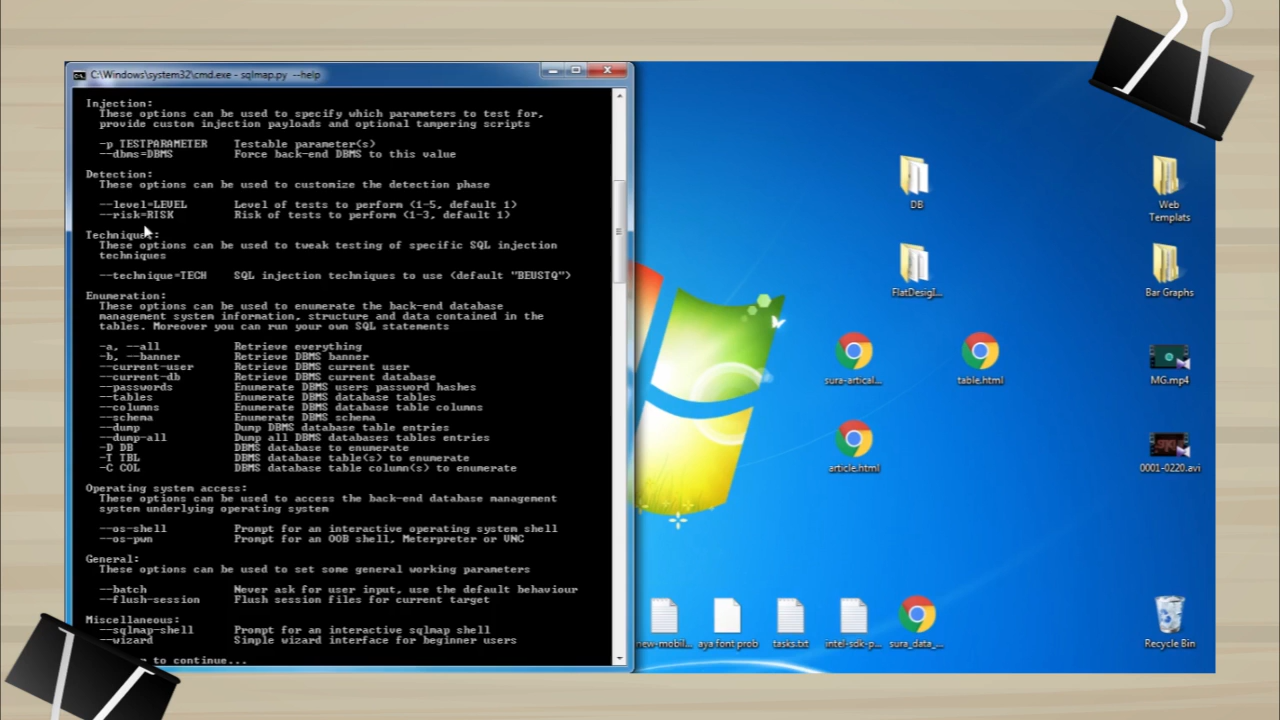 C:\Windows\system32\cmd.exe - sqlmap.py  --help
Injection:
These options can be used to specify which parameters to test for,
provide custom injection payloads and optional tampering scripts
-p TESTPARAMETER    Testable parameter(s)
--dbms=DBMS         Force back-end DBMS to this value
Detection:
These options can be used to customize the detection phase
--level=LEVEL       Level of tests to perform (1-5, default 1)
--risk=RISK         Risk of tests to perform (1-3, default 1)
Techniques:
These options can be used to tweak testing of specific SQL injection
techniques
--technique=TECH    SQL injection techniques to use (default "BEUSTQ")
Enumeration:
These options can be used to enumerate the back-end database
management system information, structure and data contained in the
tables. Moreover you can run your own SQL statements
-a, --all           Retrieve everything
-b, --banner        Retrieve DBMS banner
--current-user      Retrieve DBMS current user
--current-db        Retrieve DBMS current database
--passwords         Enumerate DBMS users password hashes
--tables            Enumerate DBMS database tables
--columns           Enumerate DBMS database table columns
--schema            Enumerate DBMS schema
--dump              Dump DBMS database table entries
--dump-all          Dump all DBMS databases tables entries
-D DB               DBMS database to enumerate
-T TBL              DBMS database table(s) to enumerate
-C COL              DBMS database table column(s) to enumerate
Operating system access:
These options can be used to access the back-end database management
system underlying operating system
--os-shell          Prompt for an interactive operating system shell
--os-pwn            Prompt for an OOB shell, Meterpreter or VNC
General:
These options can be used to set some general working parameters
--batch             Never ask for user input, use the default behaviour
--flush-session     Flush session files for current target
Miscellaneous:
--sqlmap-shell      Prompt for an interactive sqlmap shell
--wizard            Simple wizard interface for beginner users
to continue...
DB
Web
Templats
FlatDesigI...
Bar Graphs
sura-artical...
table.html
MG.mp4
article.html
0001-0220.avi
new-mobil...
aya font prob
tasks.txt
intel-sdk-p...
sura_data_...
Recycle Bin